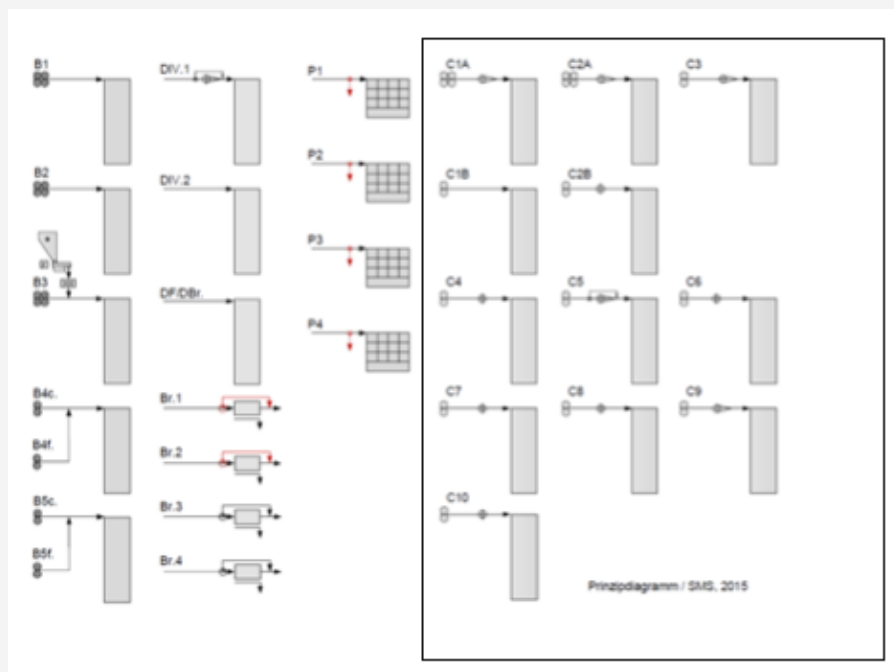 B1
DIV.1
P1
C1A
C2A
C3
B2
DIV.2
P2
C1B
C2B
B3
DF/DBr.
P3
P4
C4
C5
C6
B4c.
Br.1
C7
C8
C9
B4f.
Br.2
B5c.
Br.3
C10
B5f.
Br.4
Prinzipdiagramm / SMS, 2015